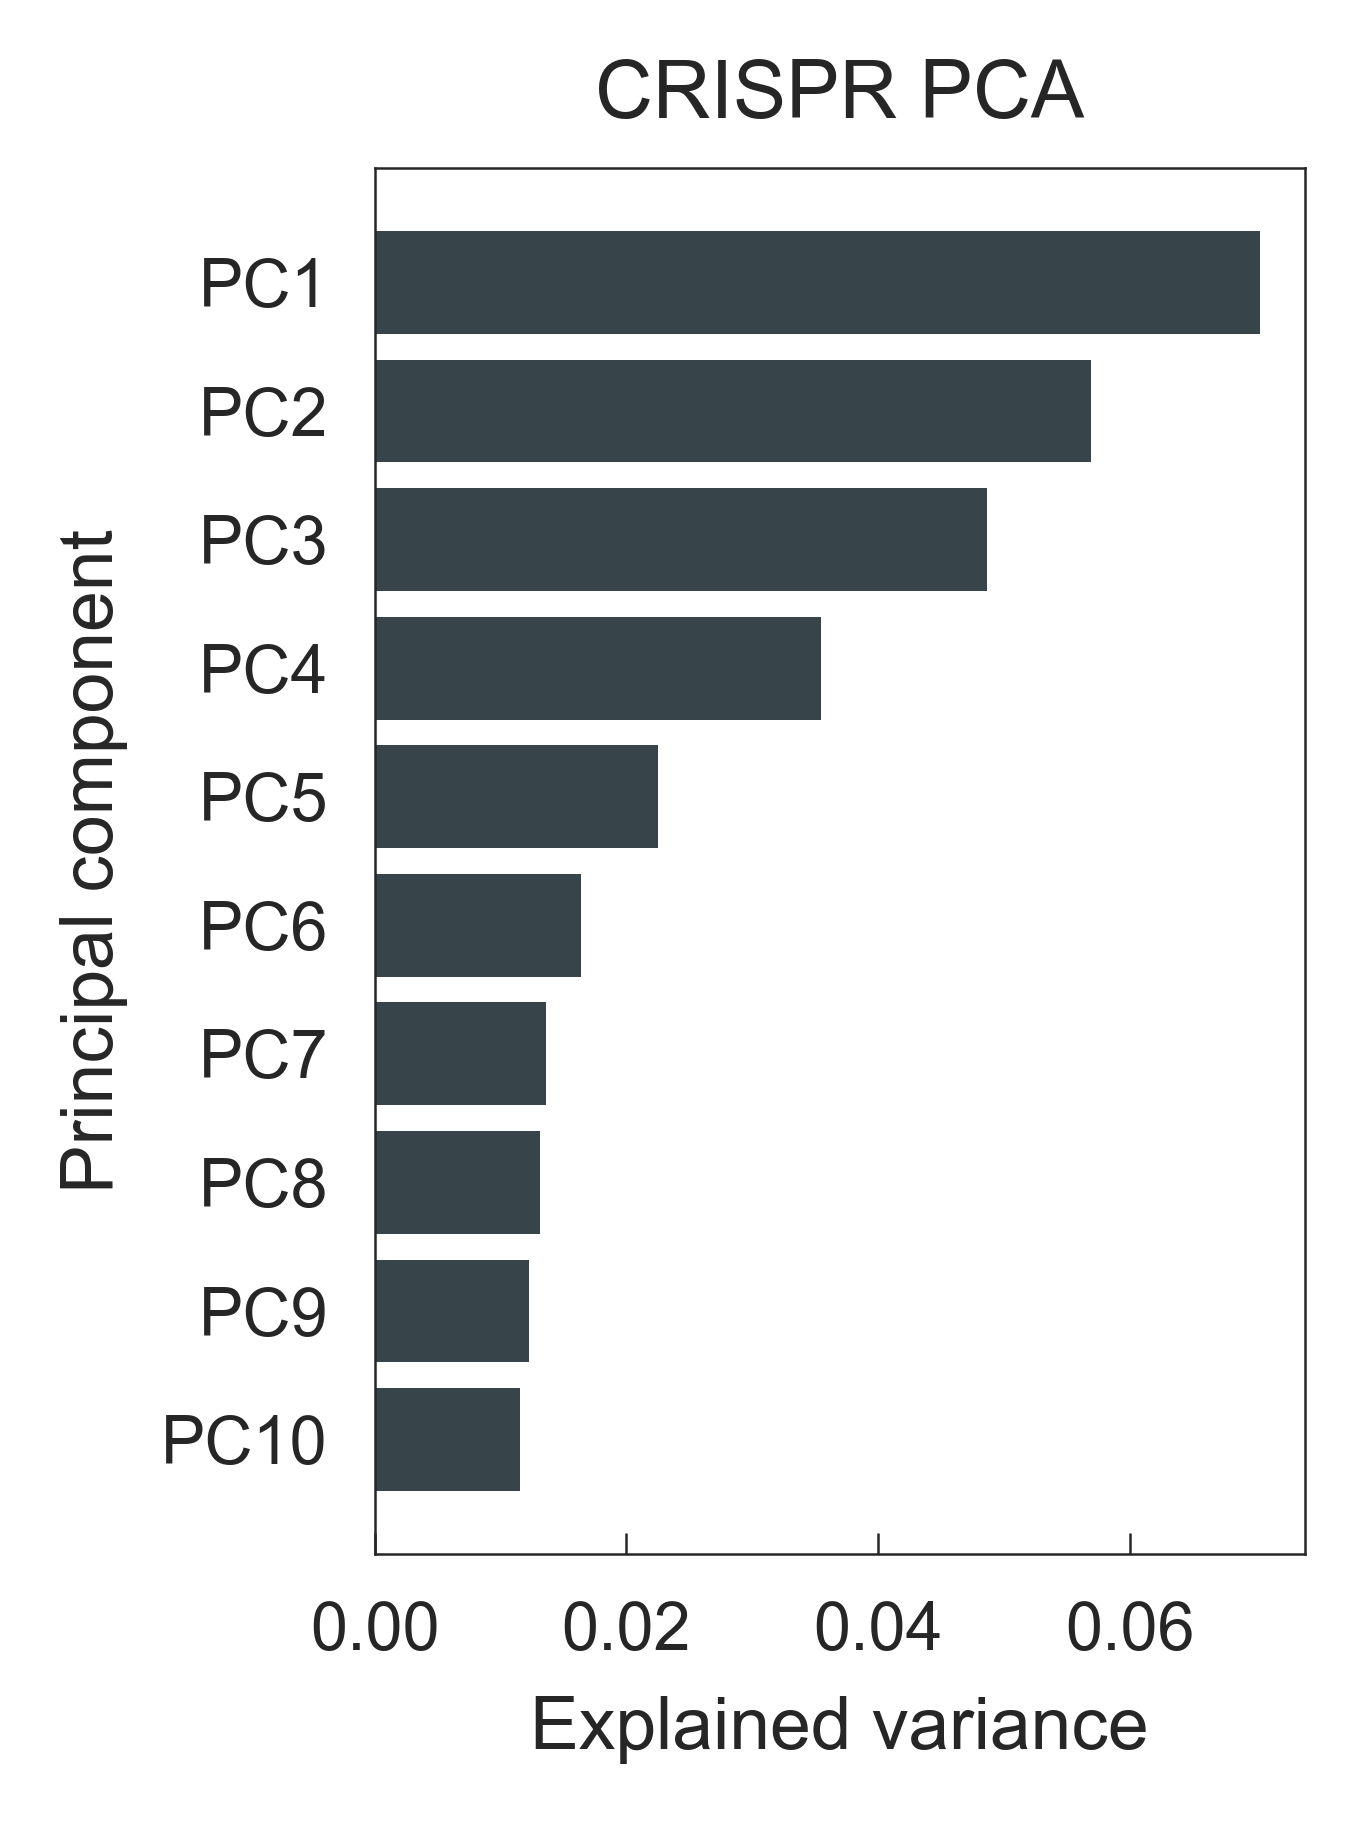 CRISPR PCA
Principal component
PC1
PC2
PC3
PC4
PC5
PC6
PC7
PC8
PC9
PC10
0.00 0.02 0.04 0.06
Explained variance